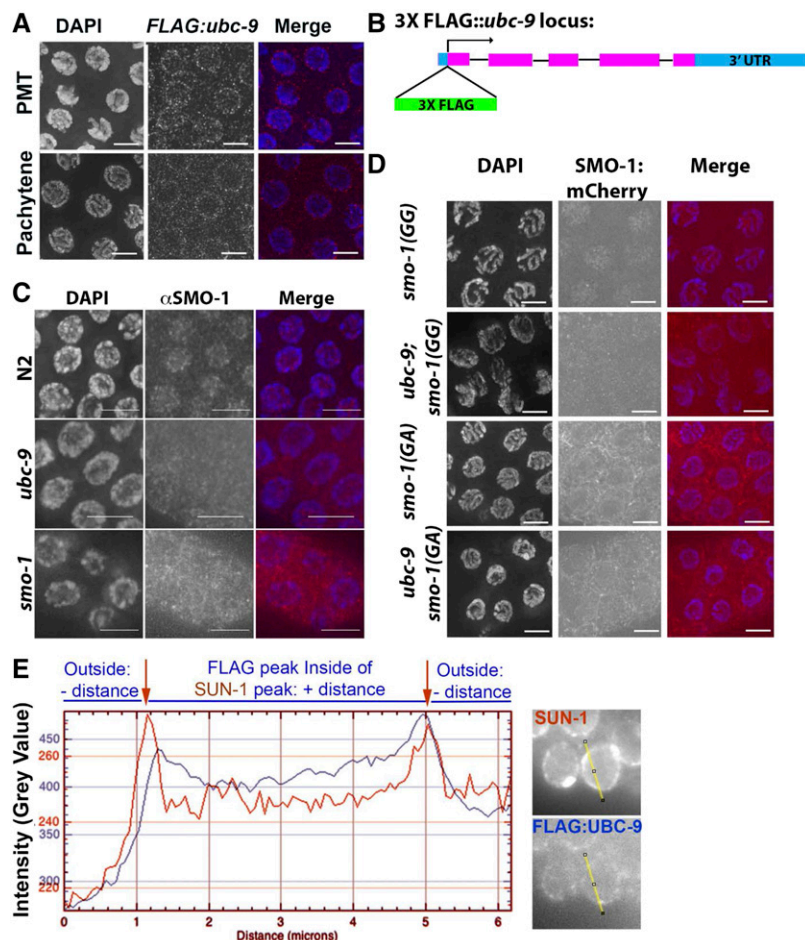 A
DAPI FLAG:ubc-9 Merge
PMT
Pachytene
B 3X FLAG::ubc-9 locus:
3' UTR
3X FLAG
C
DAPI αSMO-1 Merge
N2
ubc-9
smo-1
D
DAPI SMO-1: Merge
mCherry
smo-1(GG)
ubc-9;
smo-1(GG)
smo-1(GA)
ubc-9
smo-1(GA)
E
Outside: FLAG peak Inside of Outside:
- distance SUN-1 peak: + distance - distance
Intensity (Grey Value)
450
260
400
240
350
300
220
0 1 2 3 4 5 6
Distance (microns)
SUN-1
FLAG:UBC-9